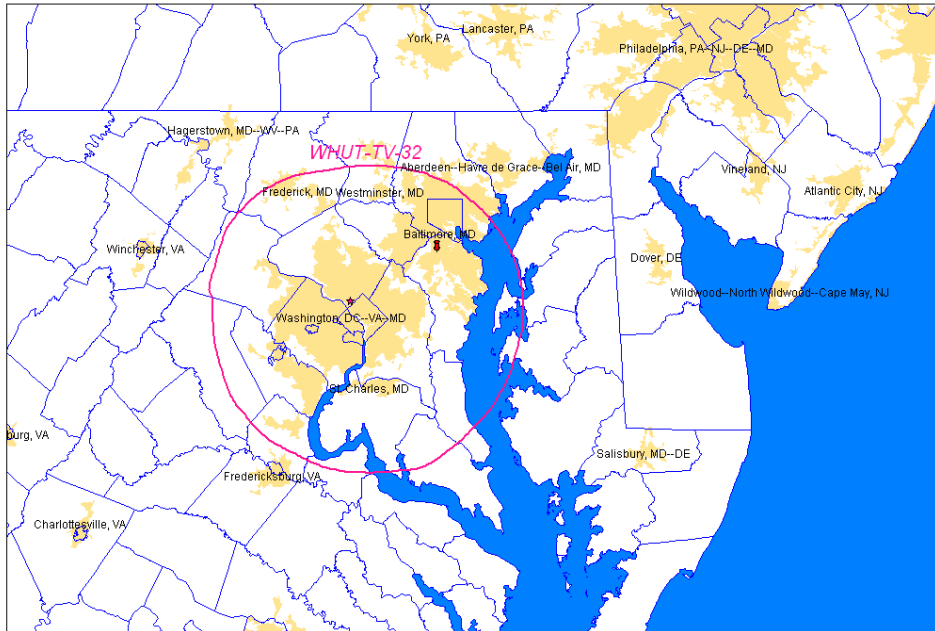 York, PA
Lancaster, PA
Philadelphia, PA--NJ--DE--MD
Hagerstown, MD--WV--PA
WHUT-TV-32
Aberdeen--Havre de Grace--Bel Air, MD
Vineland, NJ
Frederick, MD
Westminster, MD
Atlantic City, NJ
Baltimore, MD
Winchester, VA
Dover, DE
Wildwood--North Wildwood--Cape May, NJ
Washington, DC--VA--MD
St. Charles, MD
burg, VA
Salisbury, MD--DE
Fredericksburg, VA
Charlottesville, VA